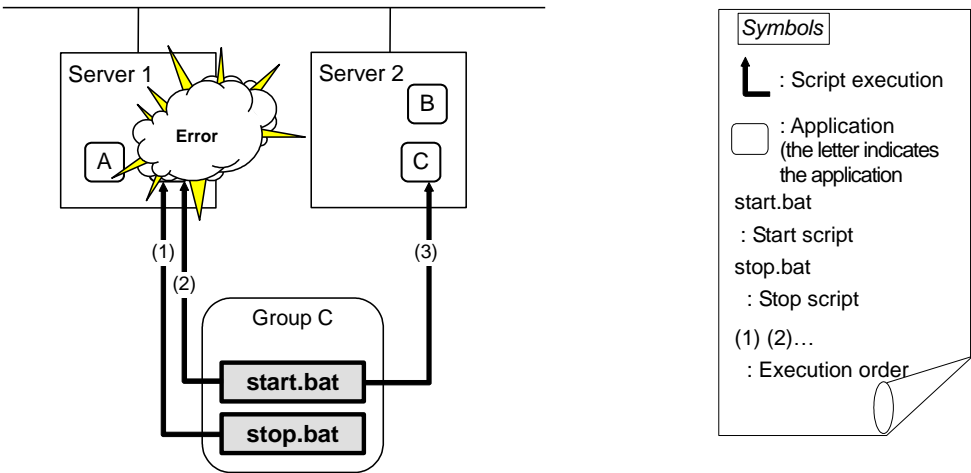 Server 1
Error
A
Server 2
B
C
(1)
(2)
(3)
Group C
start.bat
stop.bat
Symbols
: Script execution
: Application
(the letter indicates
the application
start.bat
: Start script
stop.bat
: Stop script
(1) (2)…
: Execution order